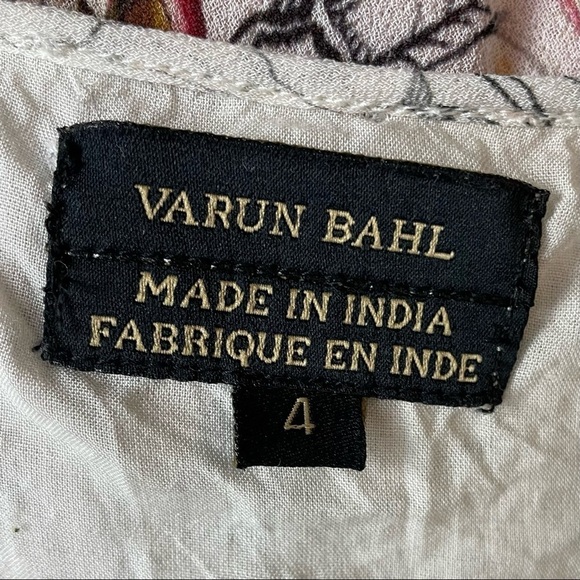 VARUN BAHL
MADE IN INDIA
FABRIQUE EN INDE
4